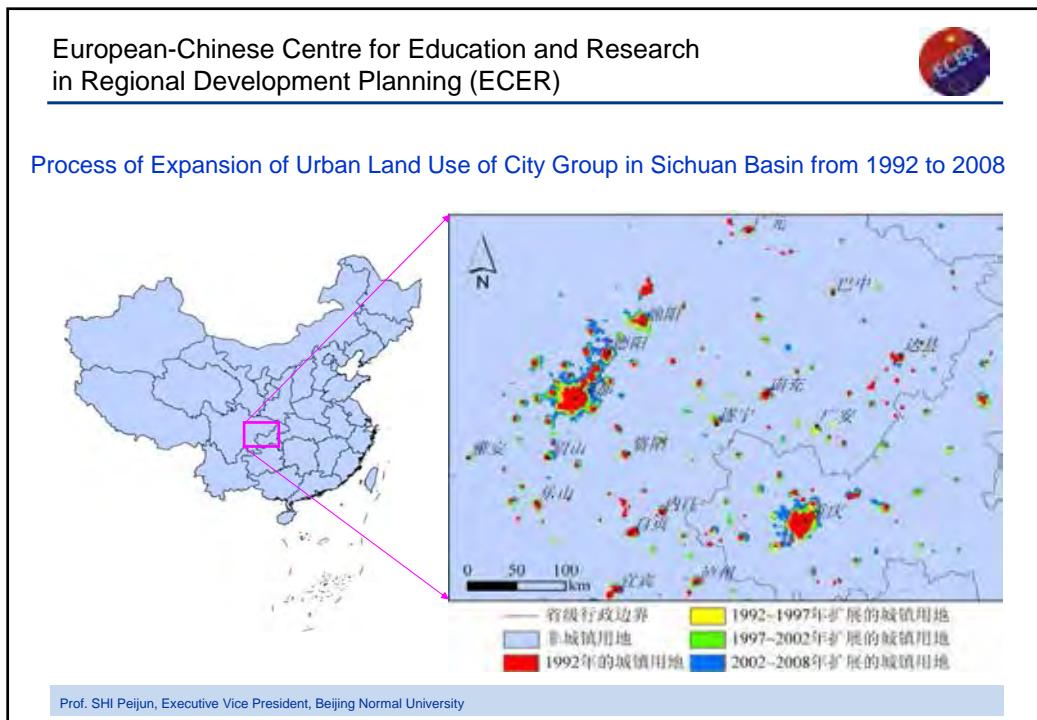 European-Chinese Centre for Education and Research
in Regional Development Planning (ECER)
ECER
Process of Expansion of Urban Land Use of City Group in Sichuan Basin from 1992 to 2008
N
巴中
德阳
达县
南充
遂宁
广安
雅安
眉山
资阳
乐山
内江
自贡
重庆
宜宾
泸州
0 50 100
km
省级行政边界
非城镇用地
1992年的城镇用地
1992~1997年扩展的城镇用地
1997~2002年扩展的城镇用地
2002~2008年扩展的城镇用地
Prof. SHI Peijun, Executive Vice President, Beijing Normal University